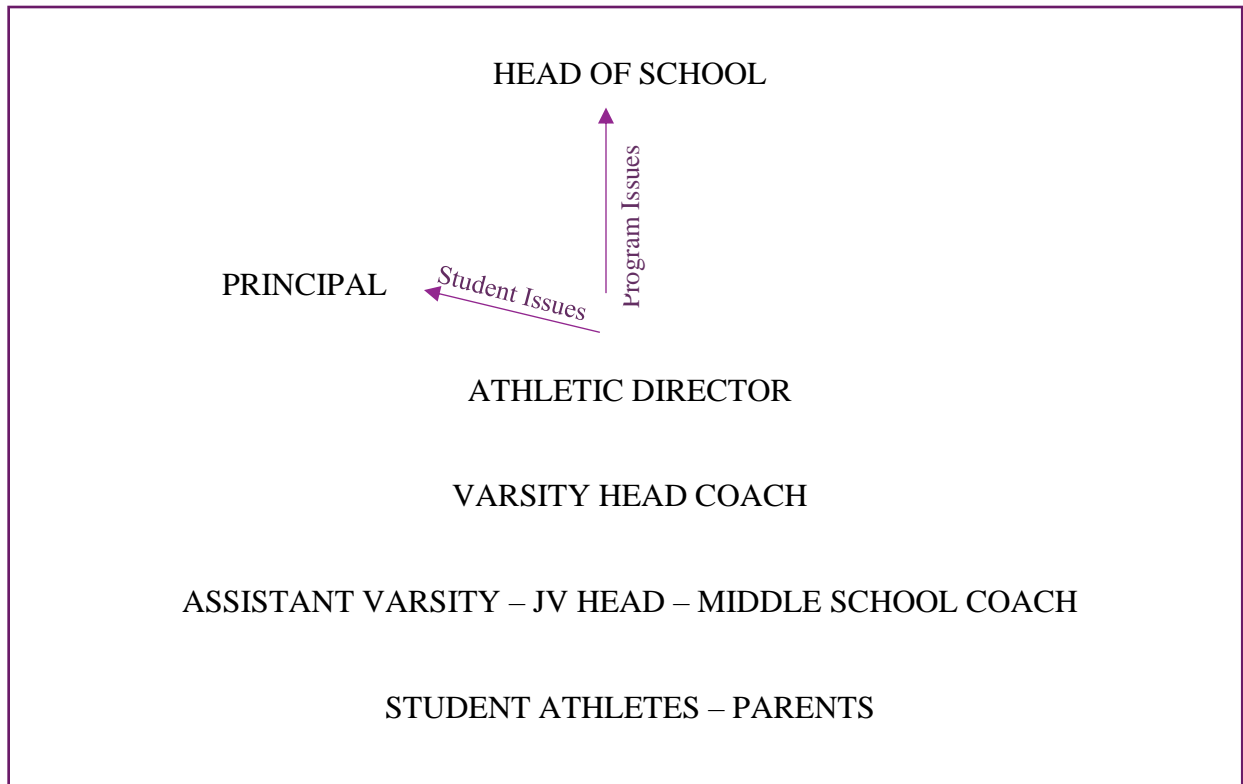 HEAD OF SCHOOL
Program Issues
PRINCIPAL
Student Issues
ATHLETIC DIRECTOR
VARSITY HEAD COACH
ASSISTANT VARSITY – JV HEAD – MIDDLE SCHOOL COACH
STUDENT ATHLETES – PARENTS